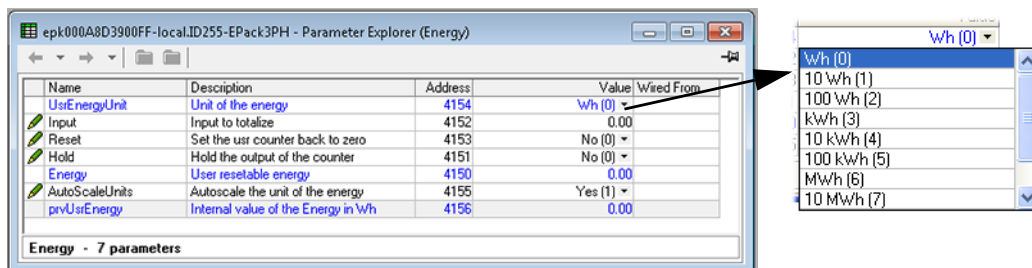 epk000A8D3900FF-local.ID255-EPack3PH - Parameter Explorer (Energy)
Name Description Address Value Wired From
UsrEnergyUnit Unit of the energy 4154 Wh (0)
Input Input to totalize 4152 0.00
Reset Set the usr counter back to zero 4153 No (0)
Hold Hold the output of the counter 4151 No (0)
Energy User resetable energy 4150 0.00
AutoScaleUnits Autoscale the unit of the energy 4155 Yes (1)
prvUsrEnergy Internal value of the Energy in Wh 4156 0.00
Energy - 7 parameters
Wh (0)
Wh (0)
10 Wh (1)
100 Wh (2)
kWh (3)
10 kWh (4)
100 kWh (5)
MWh (6)
10 MWh (7)